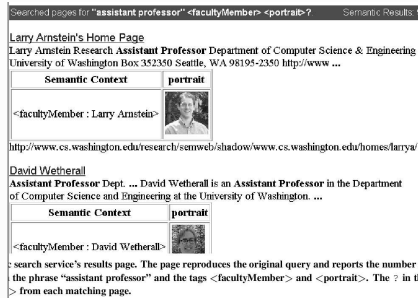 Searched pages for "assistant professor" <facultyMember> <portrait>? Semantic Results:
Larry Arnstein's Home Page
Larry Arnstein Research Assistant Professor Department of Computer Science & Engineering
University of Washington Box 352350 Seattle, WA 98195-2350 http://www ...
Semantic Context portrait
<facultyMember : Larry Arnstein>
http://www.cs.washington.edu/research/semweb/shadow/www.cs.washington.edu/homes/larrya/
David Wetherall
Assistant Professor Dept. ... David Wetherall is an Assistant Professor in the Department
of Computer Science and Engineering at the University of Washington. ...
Semantic Context portrait
<facultyMember : David Wetherall>
search service's results page. The page reproduces the original query and reports the number
the phrase “assistant professor” and the tags <facultyMember> and <portrait>. The ? in t
> from each matching page.